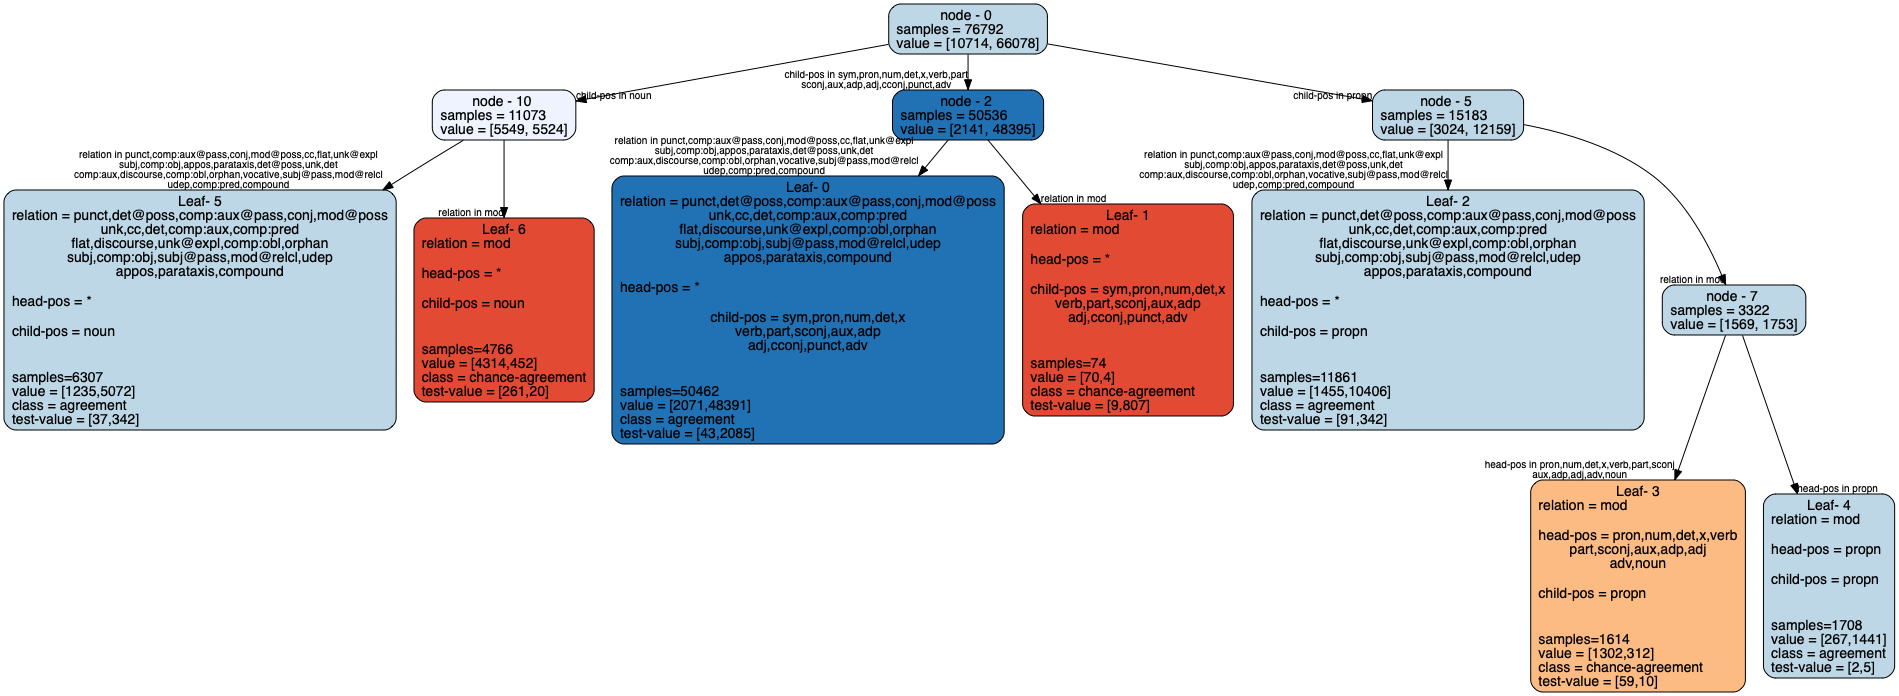 node - 0
samples = 76792
value = [10714, 66078]
child-pos in noun
child-pos in sym,pron,num,det,x,verb,part
sconj,aux,adp,adj,cconj,punct,adv
child-pos in propn
node - 10
samples = 11073
value = [5549, 5524]
node - 2
samples = 50536
value = [2141, 48395]
node - 5
samples = 15183
value = [3024, 12159]
relation in punct,comp:aux@pass,conj,mod@poss,cc,flat,unk@expl
subj,comp:obj,appos,parataxis,det@poss,unk,det
comp:aux,discourse,comp:obl,orphan,vocative,subj@pass,mod@relcl
udep,comp:pred,compound
relation in mod
relation in punct,comp:aux@pass,conj,mod@poss,cc,flat,unk@expl
subj,comp:obj,appos,parataxis,det@poss,unk,det
comp:aux,discourse,comp:obl,orphan,vocative,subj@pass,mod@relcl
udep,comp:pred,compound
relation in mod
relation in punct,comp:aux@pass,conj,mod@poss,cc,flat,unk@expl
subj,comp:obj,appos,parataxis,det@poss,unk,det
comp:aux,discourse,comp:obl,orphan,vocative,subj@pass,mod@relcl
udep,comp:pred,compound
relation in mod
Leaf- 5
relation = punct,det@poss,comp:aux@pass,conj,mod@poss
unk,cc,det,comp:aux,comp:pred
flat,discourse,unk@expl,comp:obl,orphan
subj,comp:obj,subj@pass,mod@relcl,udep
appos,parataxis,compound
head-pos = *
child-pos = noun
samples=6307
value = [1235,5072]
class = agreement
test-value = [37,342]
Leaf- 6
relation = mod
head-pos = *
child-pos = noun
samples=4766
value = [4314,452]
class = chance-agreement
test-value = [261,20]
Leaf- 0
relation = punct,det@poss,comp:aux@pass,conj,mod@poss
unk,cc,det,comp:aux,comp:pred
flat,discourse,unk@expl,comp:obl,orphan
subj,comp:obj,subj@pass,mod@relcl,udep
appos,parataxis,compound
head-pos = *
child-pos = sym,pron,num,det,x
verb,part,sconj,aux,adp
adj,cconj,punct,adv
samples=50462
value = [2071,48391]
class = agreement
test-value = [43,2085]
Leaf- 1
relation = mod
head-pos = *
child-pos = sym,pron,num,det,x
verb,part,sconj,aux,adp
adj,cconj,punct,adv
samples=74
value = [70,4]
class = chance-agreement
test-value = [9,807]
Leaf- 2
relation = punct,det@poss,comp:aux@pass,conj,mod@poss
unk,cc,det,comp:aux,comp:pred
flat,discourse,unk@expl,comp:obl,orphan
subj,comp:obj,subj@pass,mod@relcl,udep
appos,parataxis,compound
head-pos = *
child-pos = propn
samples=11861
value = [1455,10406]
class = agreement
test-value = [91,342]
node - 7
samples = 3322
value = [1569, 1753]
head-pos in pron,num,det,x,verb,part,sconj
aux,adp,adj,adv,noun
head-pos in propn
Leaf- 3
relation = mod
head-pos = pron,num,det,x,verb
part,sconj,aux,adp,adj
adv,noun
child-pos = propn
samples=1614
value = [1302,312]
class = chance-agreement
test-value = [59,10]
Leaf- 4
relation = mod
head-pos = propn
child-pos = propn
samples=1708
value = [267,1441]
class = agreement
test-value = [2,5]